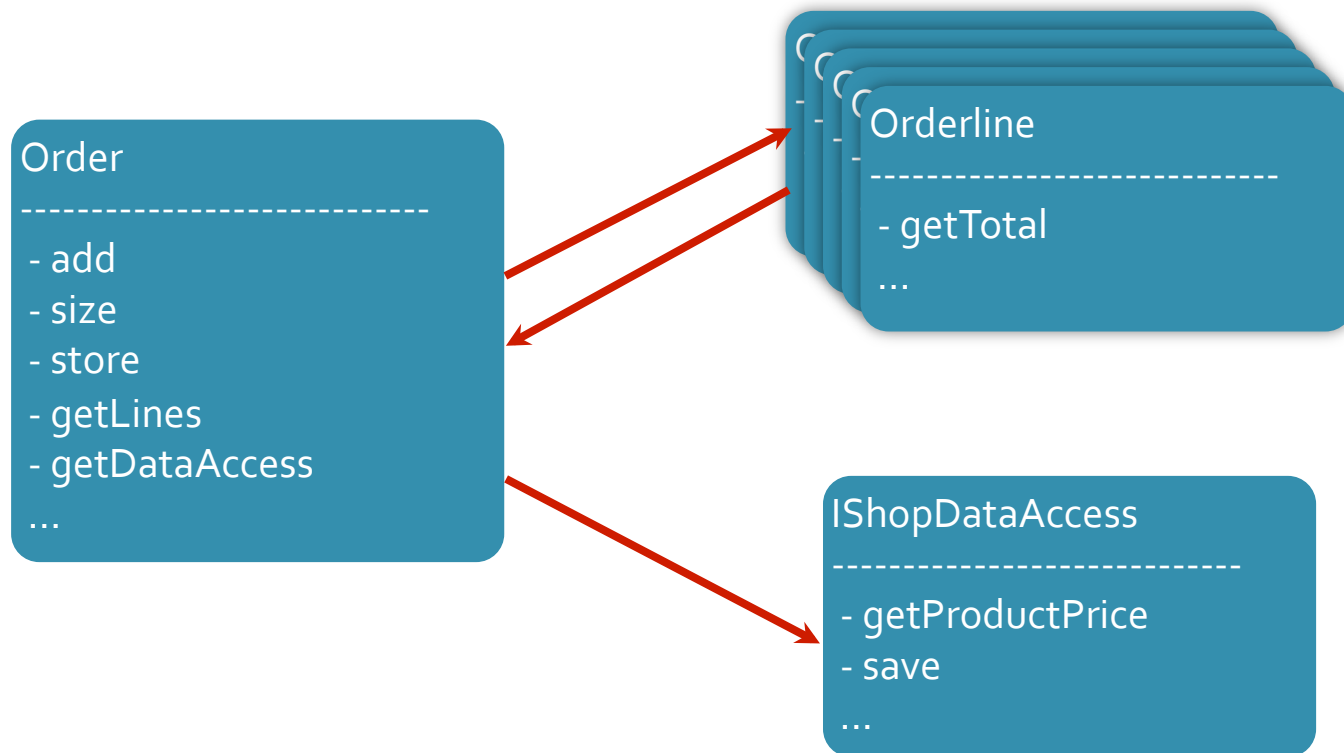 Order
-----------------------------
- add
- size
- store
- getLines
- getDataAccess
...
Orderline
-----------------------------
- getTotal
...
IShopDataAccess
-----------------------------
- getProductPrice
- save
...